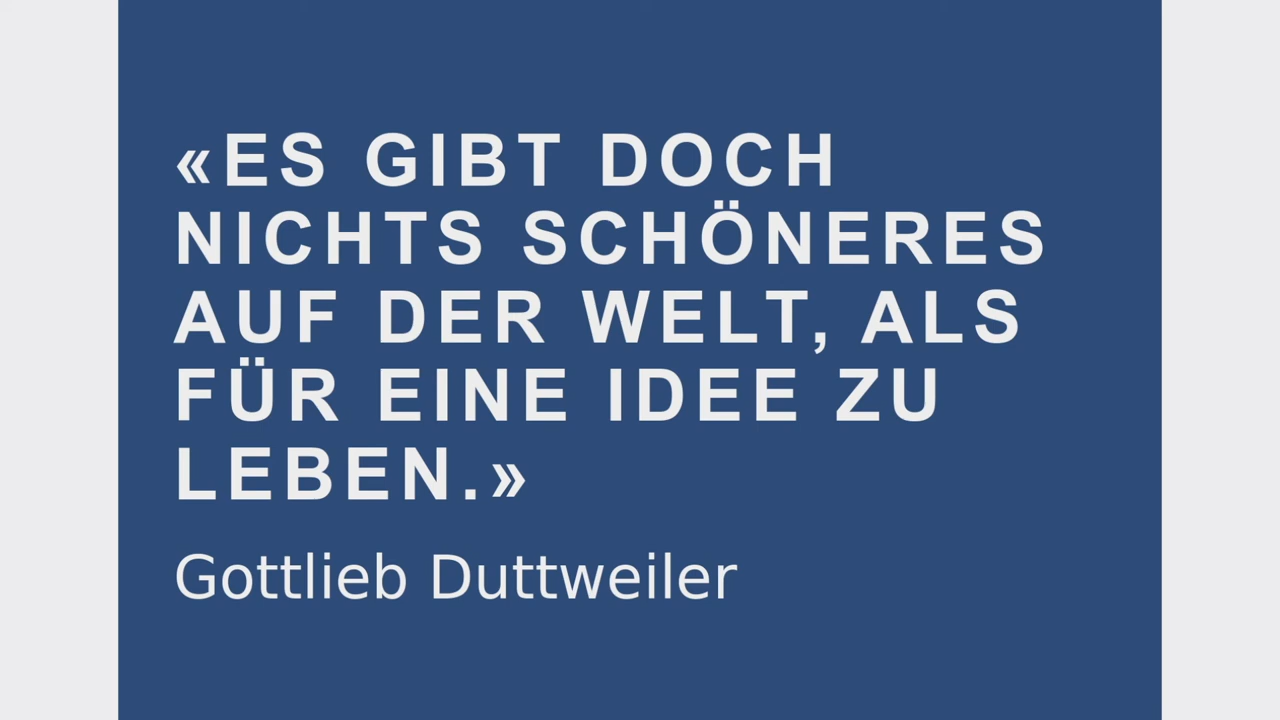 «ES GIBT DOCH
NICHTS SCHÖNERES
AUF DER WELT, ALS
FÜR EINE IDEE ZU
LEBEN.»
Gottlieb Duttweiler